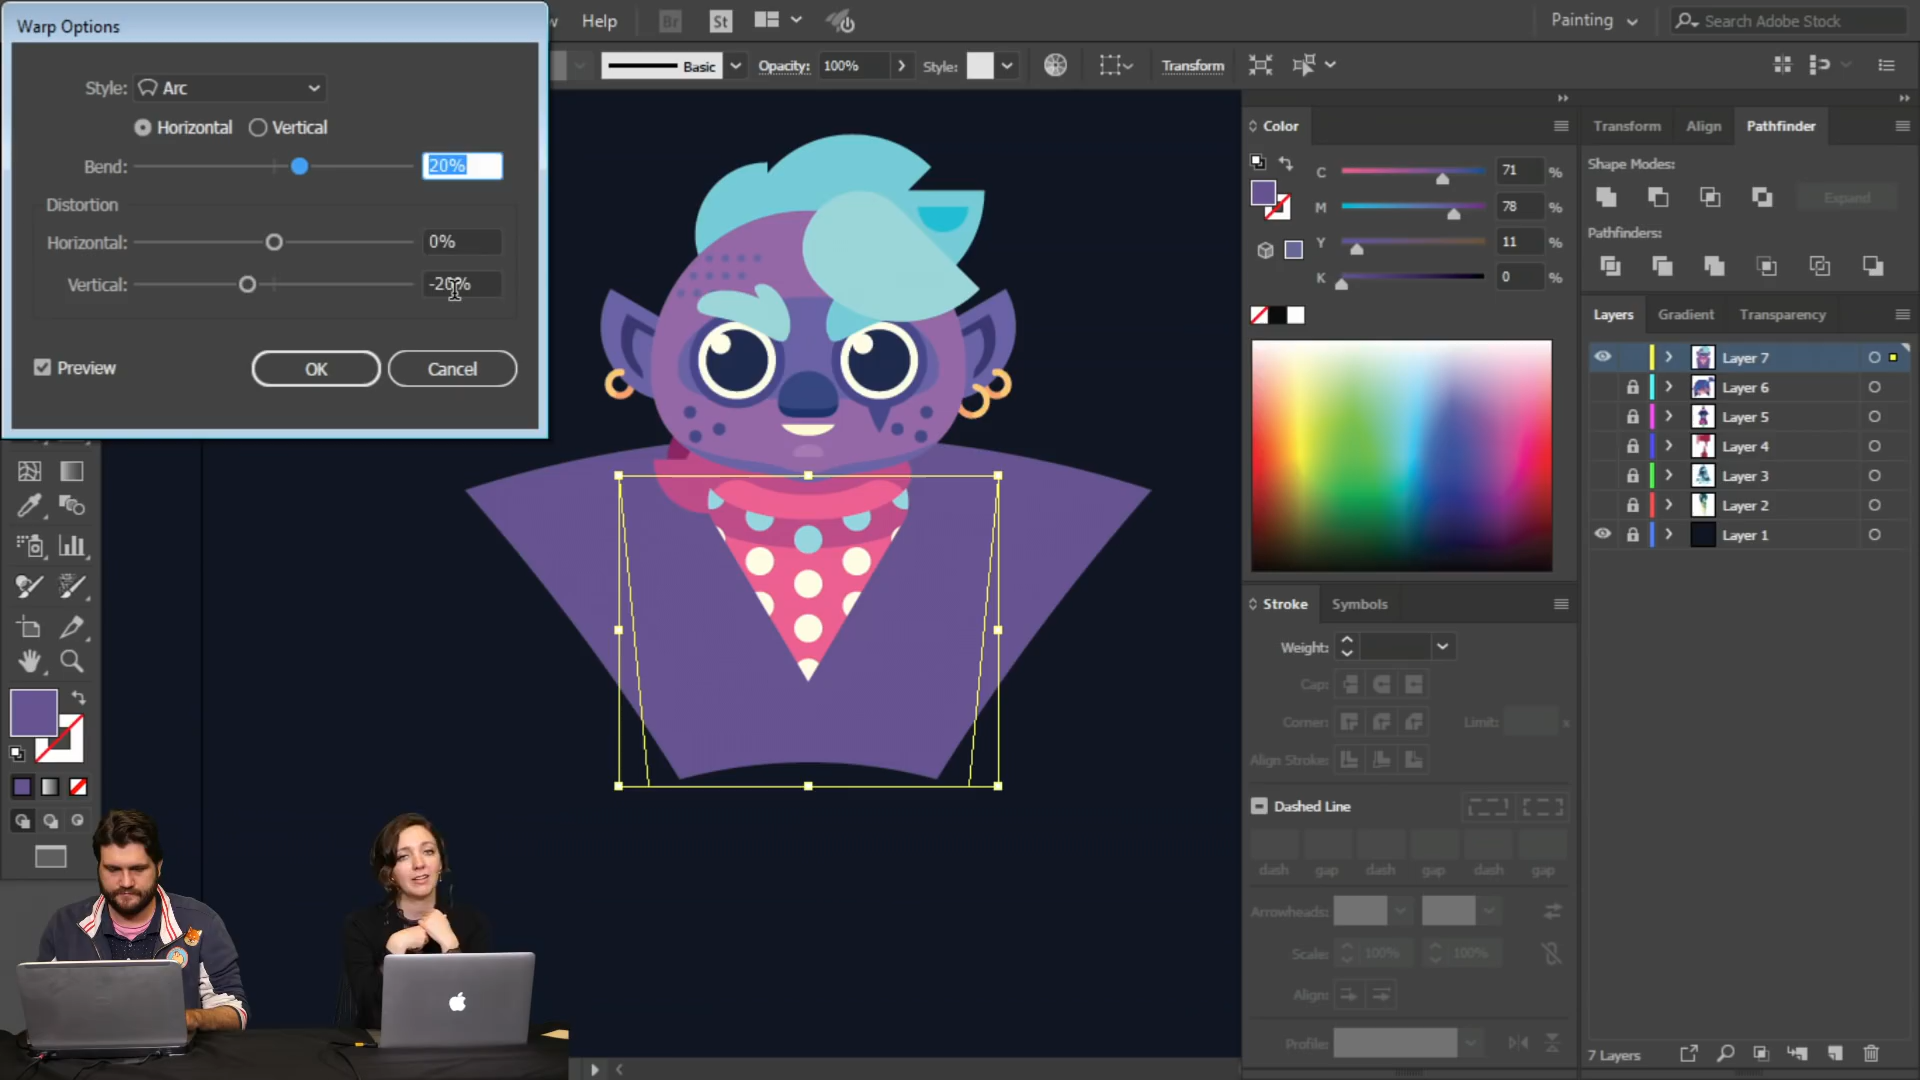 Warp Options
Help
Br
St
Painting
Search Adobe Stock
Style: Arc
Horizontal Vertical
Bend: 20%
Distortion
Horizontal: 0%
Vertical: -20%
Preview
OK
Cancel
Basic
Opacity: 100%
Style:
Transform
Color
C 71 %
M 78 %
Y 11 %
K 0 %
Stroke
Symbols
Weight:
Cap:
Corner:
Limit: x
Align Stroke:
Dashed Line
dash gap dash gap dash gap
Arrowheads:
Scale: 100% 100%
Align:
Profile:
Transform Align Pathfinder
Shape Modes:
Expand
Pathfinders:
Layers Gradient Transparency
Layer 7
Layer 6
Layer 5
Layer 4
Layer 3
Layer 2
Layer 1
7 Layers